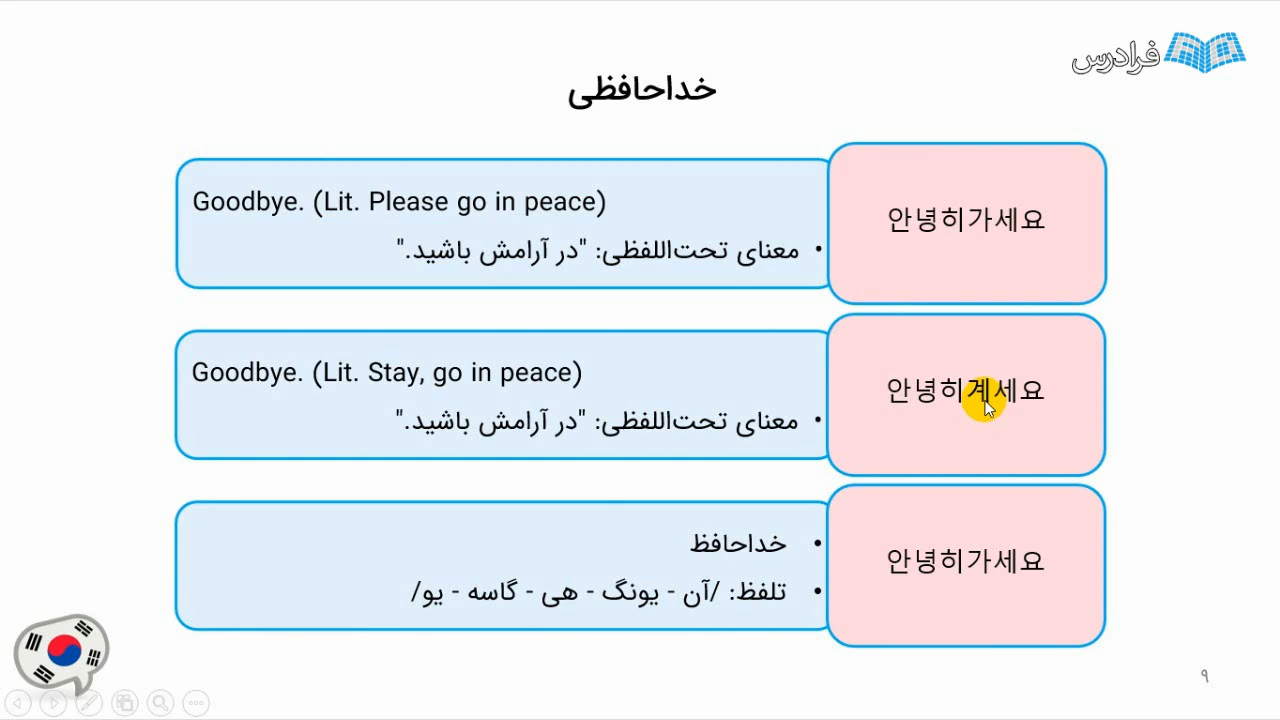 فرادرس
خداحافظی
안녕히가세요
Goodbye. (Lit. Please go in peace)
• معنای تحت‌اللفظی: "در آرامش باشید."
안녕히계세요
Goodbye. (Lit. Stay, go in peace)
• معنای تحت‌اللفظی: "در آرامش باشید."
안녕히가세요
• خداحافظ
• تلفظ: /آن - یونگ - هی - گاسه - یو/
۹